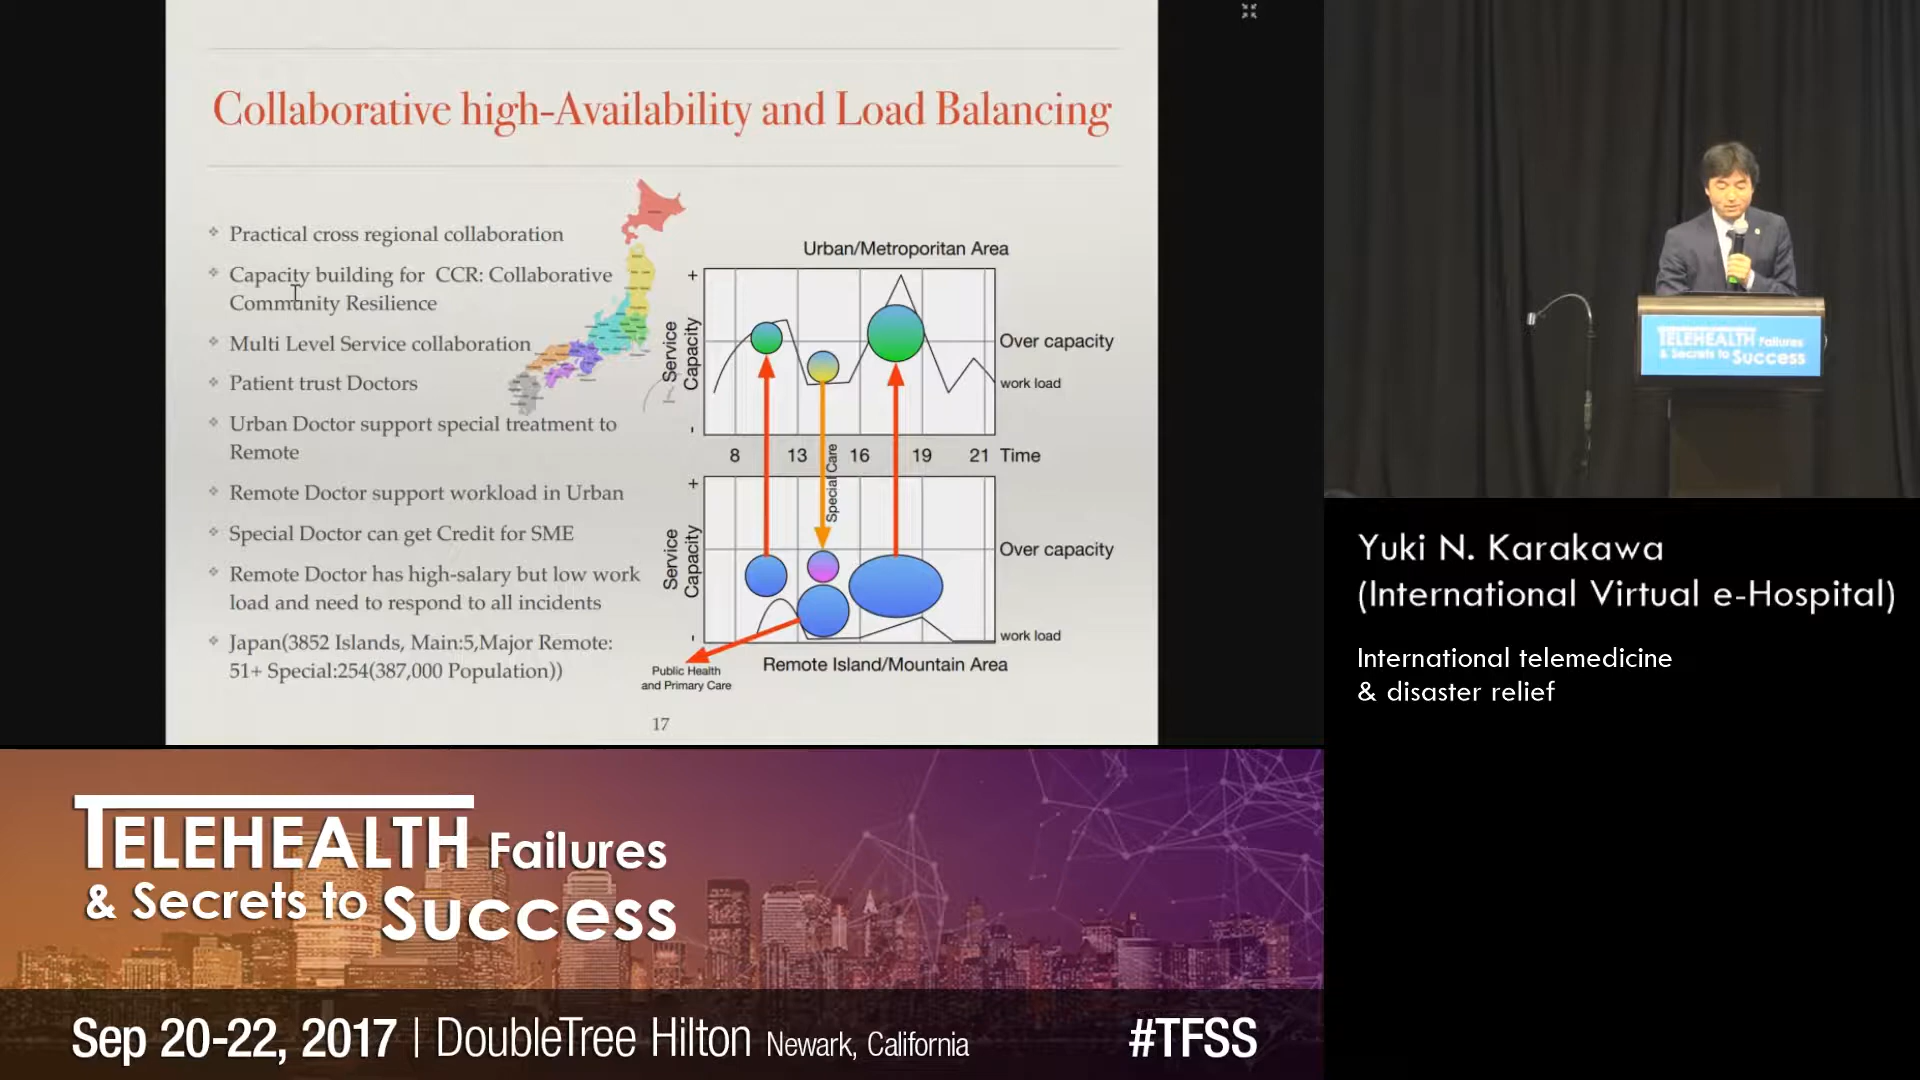 Collaborative high-Availability and Load Balancing
Practical cross regional collaboration
Capacity building for CCR: Collaborative
Community Resilience
Multi Level Service collaboration
Patient trust Doctors
Urban Doctor support special treatment to
Remote
Remote Doctor support workload in Urban
Special Doctor can get Credit for SME
Remote Doctor has high-salary but low work
load and need to respond to all incidents
Japan(3852 Islands, Main:5,Major Remote:
51+ Special:254(387,000 Population))
Urban/Metroporitan Area
+
Service
Capacity
-
Over capacity
work load
8 13 16 19 21 Time
Special Care
+
Service
Capacity
-
Over capacity
work load
Public Health
and Primary Care
Remote Island/Mountain Area
17
TELEHEALTH Failures
& Secrets to Success
Yuki N. Karakawa
(International Virtual e-Hospital)
International telemedicine
& disaster relief
TELEHEALTH Failures
& Secrets to Success
Sep 20-22, 2017 | DoubleTree Hilton Newark, California
#TFSS